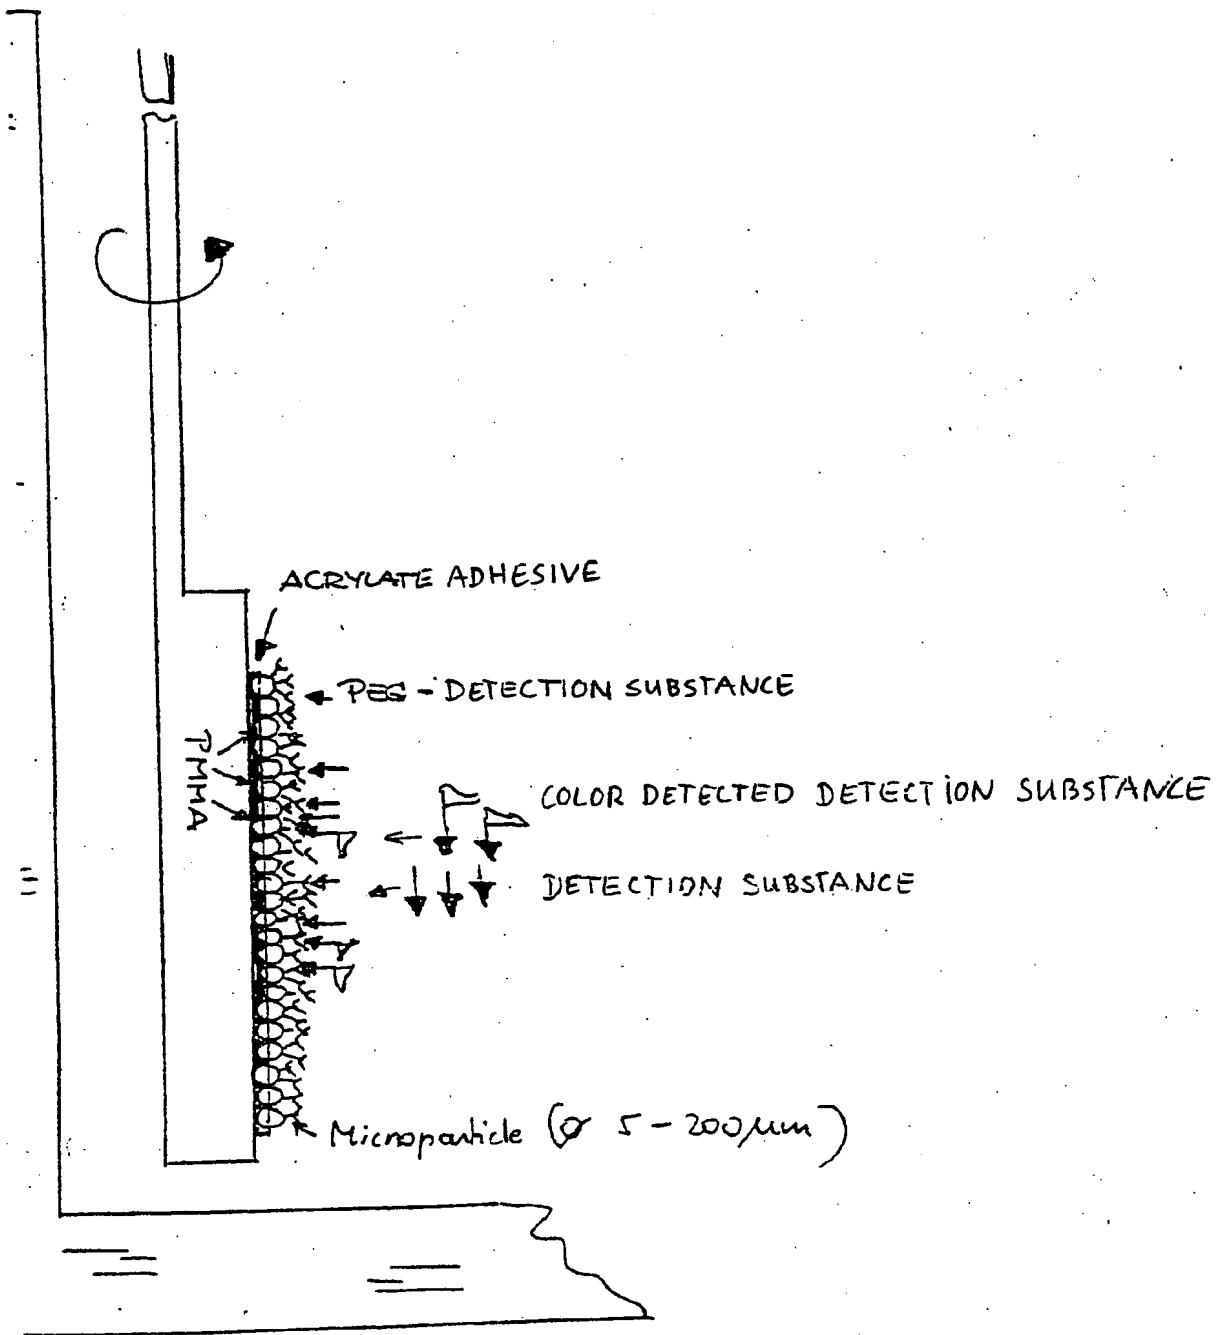 ACRYLATE ADHESIVE
PEG - DETECTION SUBSTANCE
PMMA
COLOR DETECTED DETECTION SUBSTANCE
DETECTION SUBSTANCE
Microparticle (Ø 5 - 200 µm)